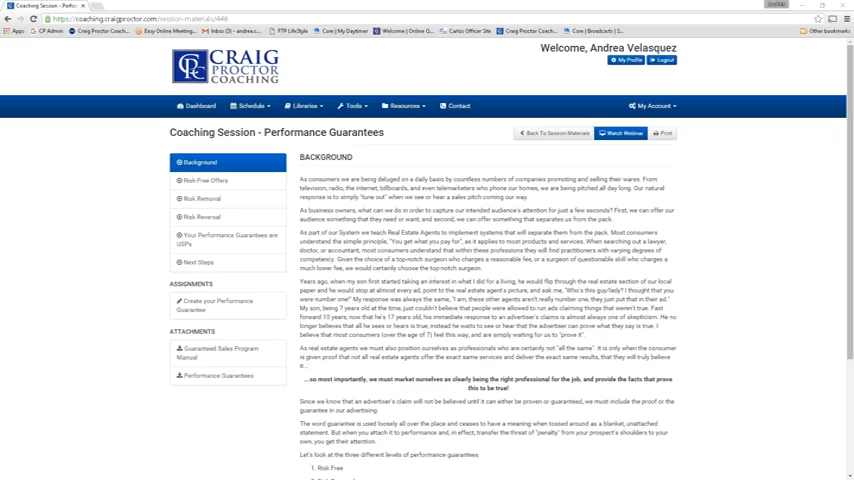 Craig Proctor Coaching - Perfo
https://coaching.craigproctor.com/session-materials/446
Apps CP Admin Craig Proctor Coach... Easy Online Meeting... Inbox (5) - andrea.c... FTP LifeStyle Core | My Daytimer Welcome | Online Q... Carlos Officer Site Craig Proctor Coach... Core | Broadcasts | S... Other bookmarks
Welcome, Andrea Velasquez
My Profile Logout
CPC CRAIG
PROCTOR
COACHING
Dashboard Schedule Libraries Tools Resources Contact My Account
Coaching Session - Performance Guarantees
Back To Session Materials Watch Webinar Print
Background
Risk-Free Offers
Risk Removal
Risk Reversal
Your Performance Guarantees are
USPs
Next Steps
ASSIGNMENTS
Create your Performance
Guarantee
ATTACHMENTS
Guaranteed Sales Program
Manual
Performance Guarantees
BACKGROUND
As consumers we are being deluged on a daily basis by countless numbers of companies promoting and selling their wares. From
television, radio, the internet, billboards, and even telemarketers who phone our homes, we are being pitched all day long. Our natural
response is to simply "tune out" when we see or hear a sales pitch coming our way.
As business owners, what can we do in order to capture our intended audience's attention for just a few seconds? First, we can offer our
audience something that they need or want, and second, we can offer something that separates us from the pack.
As part of our System we teach Real Estate Agents to implement systems that will separate them from the pack. Most consumers
understand the simple principle, "You get what you pay for", as it applies to most products and services. When searching out a lawyer,
doctor, or accountant, most consumers understand that within these professions they will find practitioners with varying degrees of
competency. Given the choice of a top-notch surgeon who charges a reasonable fee, or a surgeon of questionable skill who charges a
much lower fee, we would certainly choose the top-notch surgeon.
Years ago, when my son first started taking an interest in what I did for a living, he would flip through the real estate section of our local
paper and he would stop at almost every ad, point to the real estate agent's picture, and ask me, "Who's this guy/lady? I thought that you
were number one!" My response was always the same, "I am, these other agents aren't really number one, they just put that in their ad."
My son, being 7 years old at the time, just couldn't believe that people were allowed to run ads claiming things that weren't true. Fast
forward 10 years, now that he's 17 years old, his immediate response to an advertiser's claims is almost always one of skepticism. He no
longer believes that all he sees or hears is true; instead he waits to see or hear that the advertiser can prove what they say is true. I
believe that most consumers (over the age of 7) feel this way, and are simply waiting for us to "prove it".
As real estate agents we must also position ourselves as professionals who are certainly not "all the same". It is only when the consumer
is given proof that not all real estate agents offer the exact same services and deliver the exact same results, that they will truly believe
it...
...so most importantly, we must market ourselves as clearly being the right professional for the job, and provide the facts that prove
this to be true!
Since we know that an advertiser's claim will not be believed until it can either be proven or guaranteed, we must include the proof or the
guarantee in our advertising.
The word guarantee is used loosely all over the place and ceases to have a meaning when tossed around as a blanket, unattached
statement. But when you attach it to performance and, in effect, transfer the threat of "penalty" from your prospect's shoulders to your
own, you get their attention.
Let's look at the three different levels of performance guarantees
1. Risk Free